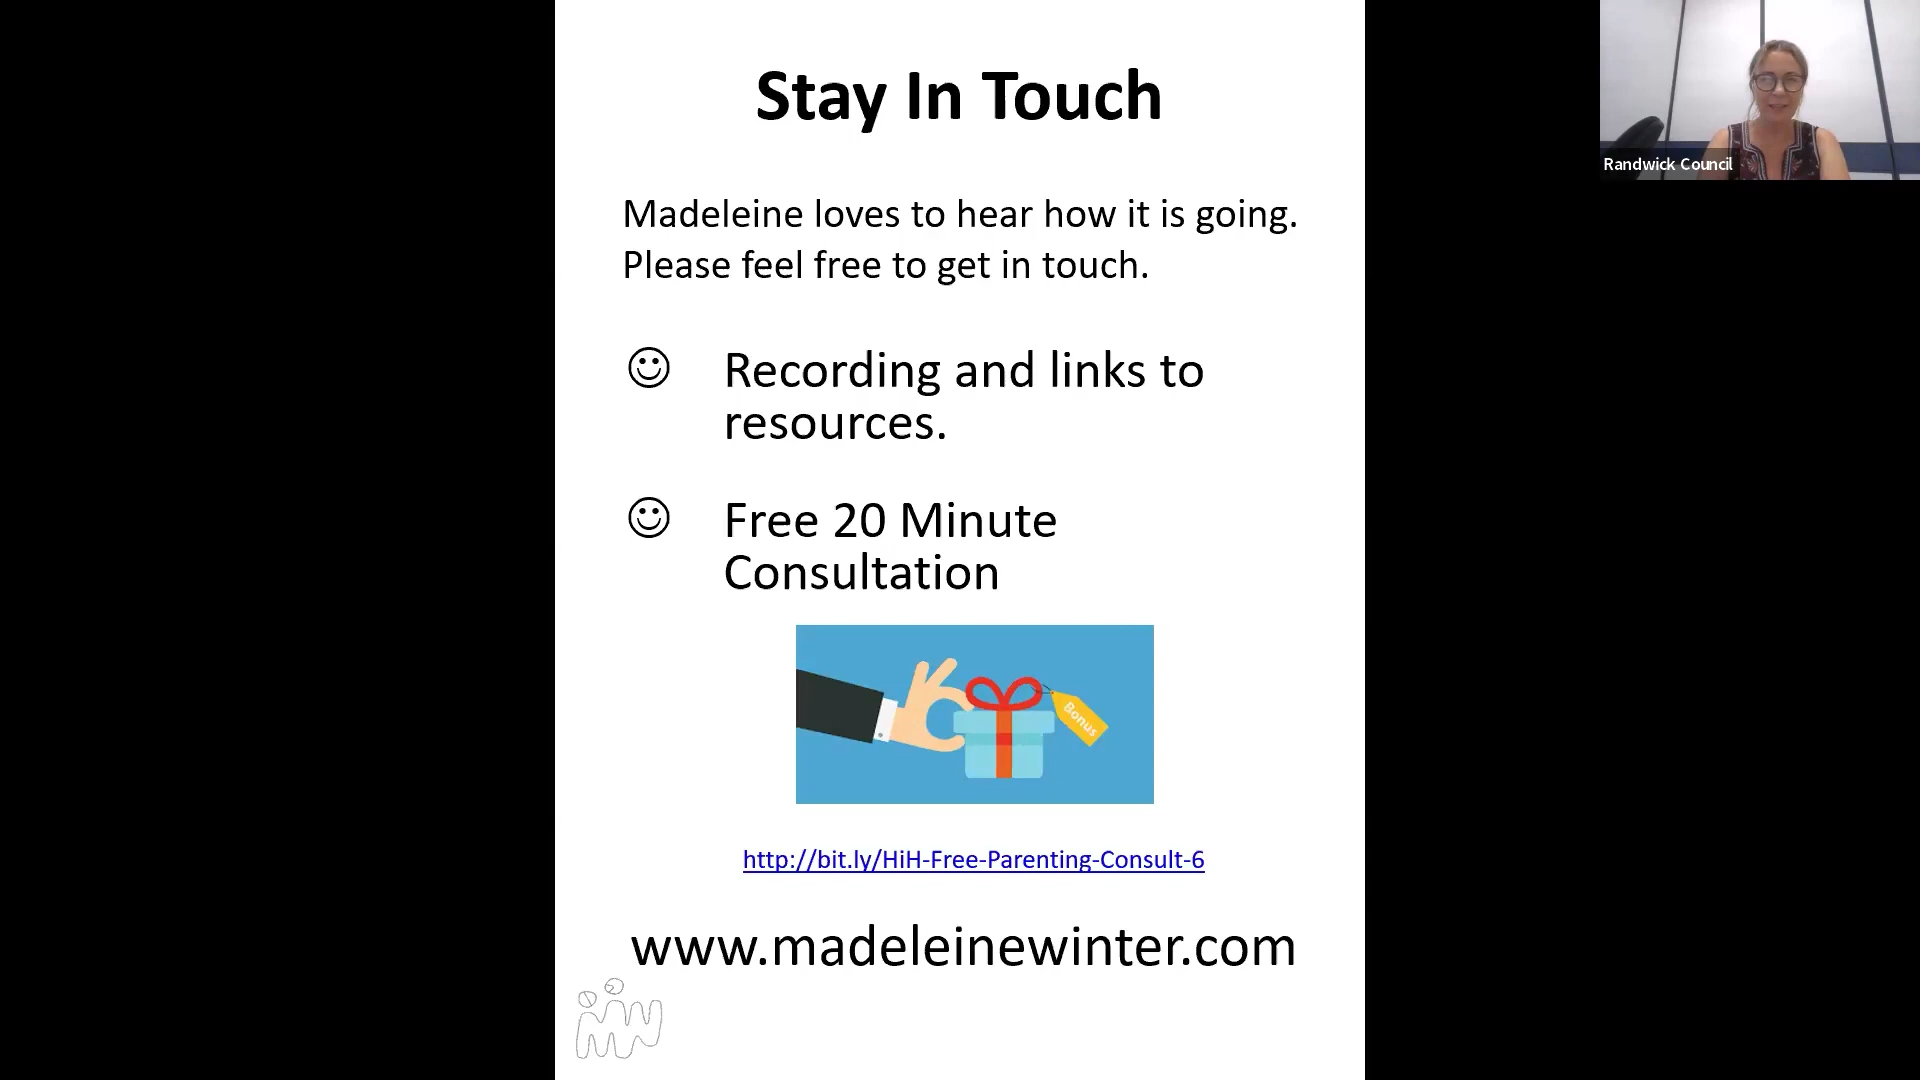 Stay In Touch
Randwick Council
Madeleine loves to hear how it is going.
Please feel free to get in touch.
Recording and links to
resources.
Free 20 Minute
Consultation
Bonus
http://bit.ly/HiH-Free-Parenting-Consult-6
www.madeleinewinter.com